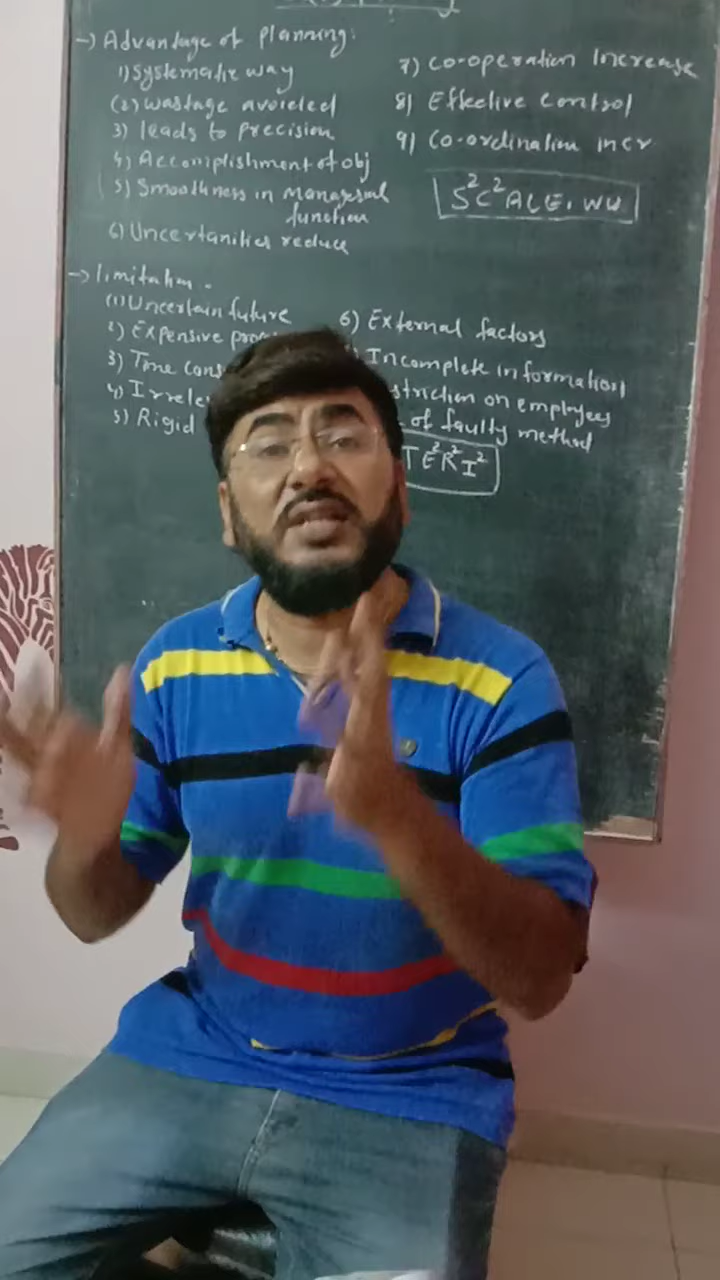 -) Advantage of planning:
1) Systematic way
(2) wastage avoided
3) leads to precision
4) Accomplishment of obj
5) Smoothness in managerial
function
6) Uncertanities reduce
7) Co-operation Increase
8) Effective control
9) Co-ordination incr
S²C²ALE.WU
-) limitation.
(1) Uncertain future
2) Expensive
3) Time
4)
5) Rigid
6) External factors
Incomplete information
on employees
of faulty method
TE²R²I²